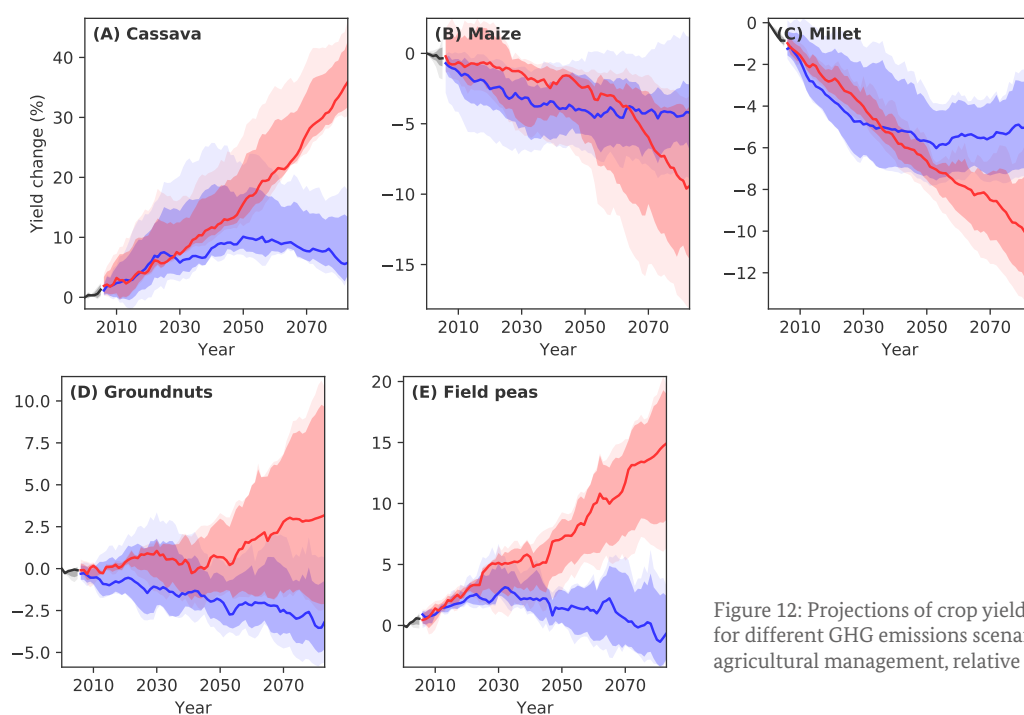 (A) Cassava
(B) Maize
(C) Millet
Yield change (%)
40
30
20
10
0
0
−5
−10
−15
0
−2
−4
−6
−8
−10
−12
2010 2030 2050 2070
2010 2030 2050 2070
2010 2030 2050 2070
Year
Year
Year
(D) Groundnuts
(E) Field peas
10.0
7.5
5.0
2.5
0.0
−2.5
−5.0
20
15
10
5
0
2010 2030 2050 2070
2010 2030 2050 2070
Year
Year
Figure 12: Projections of crop yield
for different GHG emissions scenar
agricultural management, relative